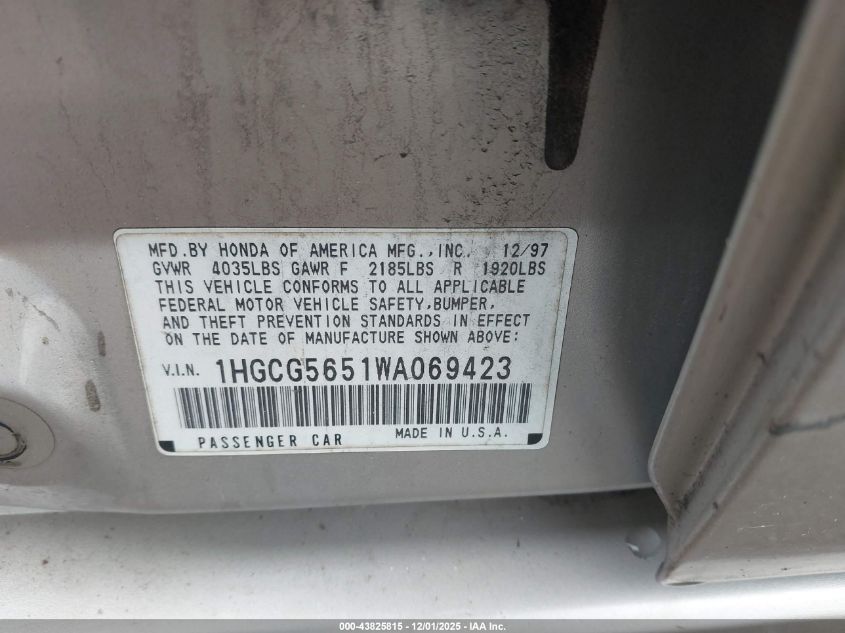 MFD.BY HONDA OF AMERICA MFG.,INC. 12/97
GVWR 4035LBS GAWR F 2185LBS R 1920LBS
THIS VEHICLE CONFORMS TO ALL APPLICABLE
FEDERAL MOTOR VEHICLE SAFETY,BUMPER,
AND THEFT PREVENTION STANDARDS IN EFFECT
ON THE DATE OF MANUFACTURE SHOWN ABOVE:
V.I.N. 1HGCG5651WA069423
PASSENGER CAR MADE IN U.S.A.
000-43825815 - 12/01/2025 - IAA Inc.